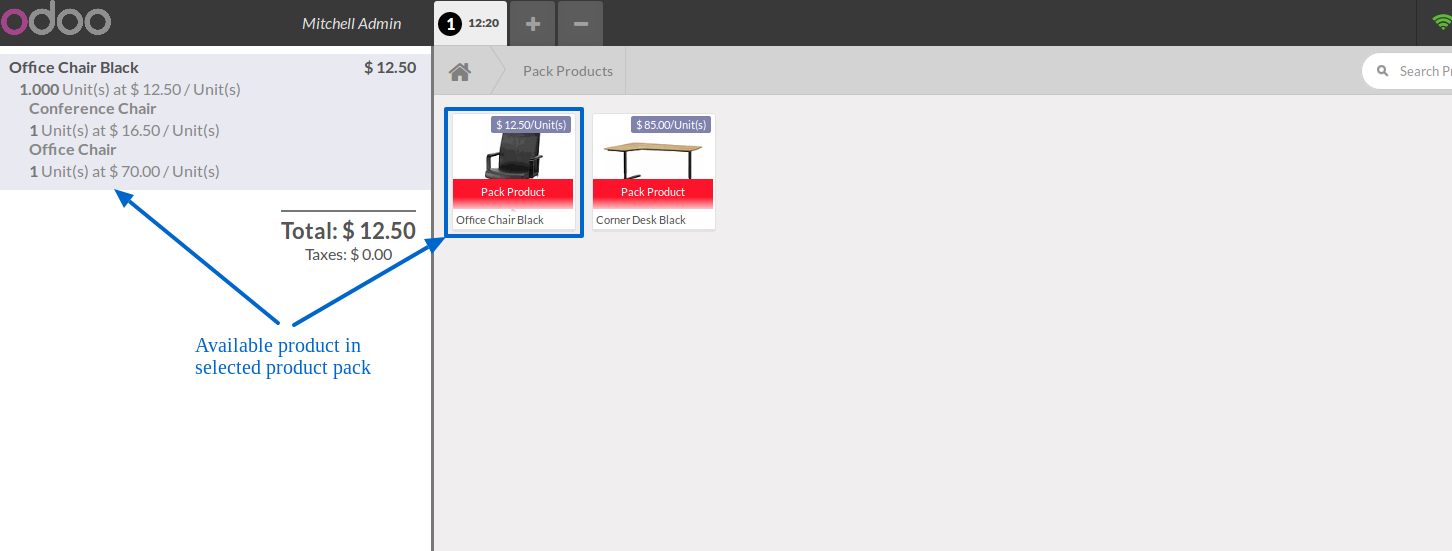 odoo
Mitchell Admin
1 12:20
Office Chair Black $ 12.50
1.000 Unit(s) at $ 12.50 / Unit(s)
Conference Chair
1 Unit(s) at $ 16.50 / Unit(s)
Office Chair
1 Unit(s) at $ 70.00 / Unit(s)
Total: $ 12.50
Taxes: $ 0.00
Available product in
selected product pack
Pack Products
Search Pr
$ 12.50/Unit(s)
Pack Product
Office Chair Black
$ 85.00/Unit(s)
Pack Product
Corner Desk Black